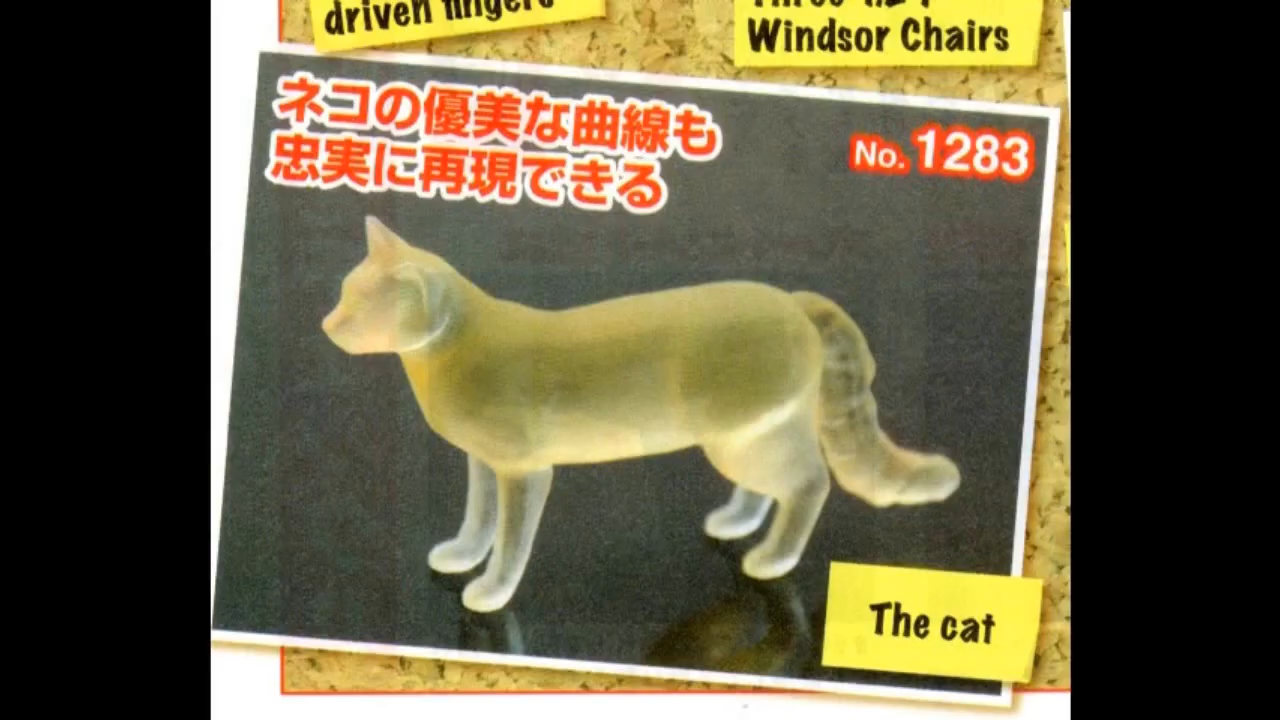 driven fingers
Windsor Chairs
ネコの優美な曲線も
忠実に再現できる
No. 1283
The cat